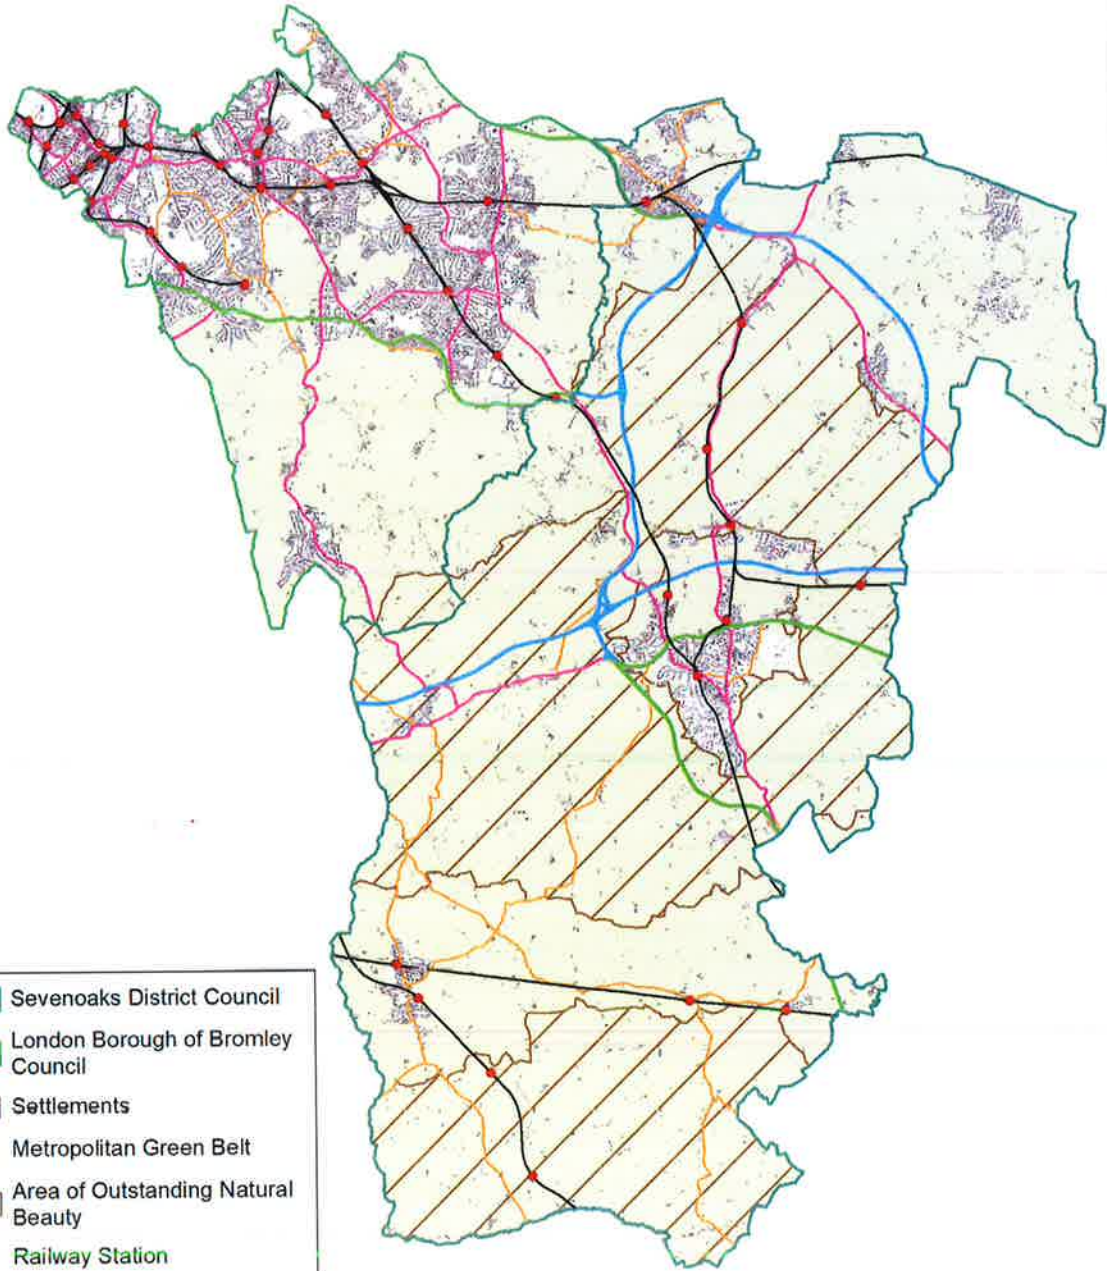 Sevenoaks District Council
London Borough of Bromley
Council
Settlements
Metropolitan Green Belt
Area of Outstanding Natural
Beauty
Railway Station